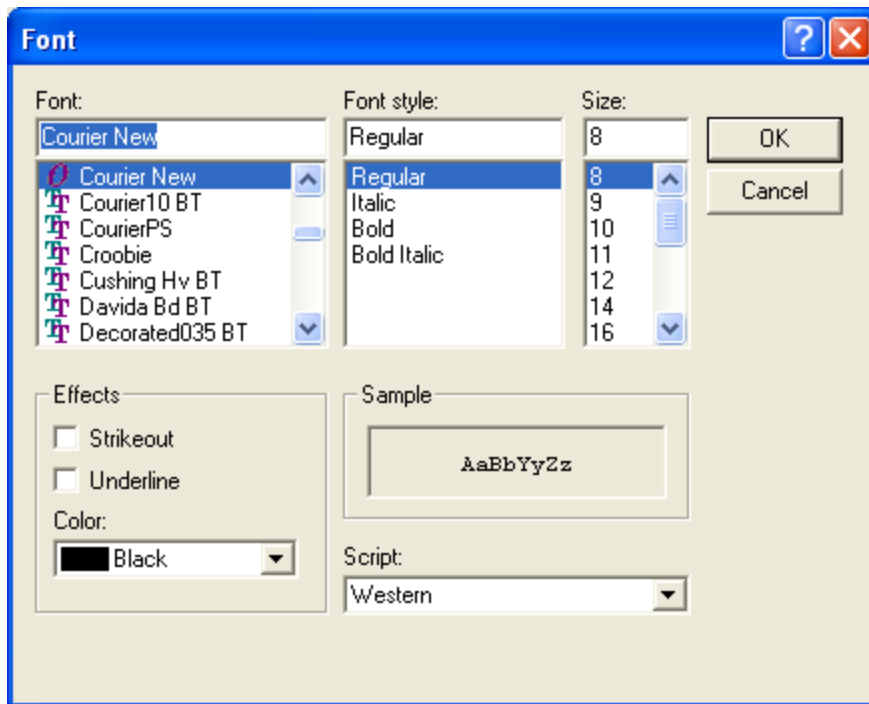 Font
Font:
Font style:
Size:
Courier New
Regular
8
OK
Courier New
Courier10 BT
CourierPS
Croobie
Cushing Hv BT
Davida Bd BT
Decorated035 BT
Regular
Italic
Bold
Bold Italic
8
9
10
11
12
14
16
Cancel
Effects
Strikeout
Underline
Color:
Black
Sample
AaBbYyZz
Script:
Western